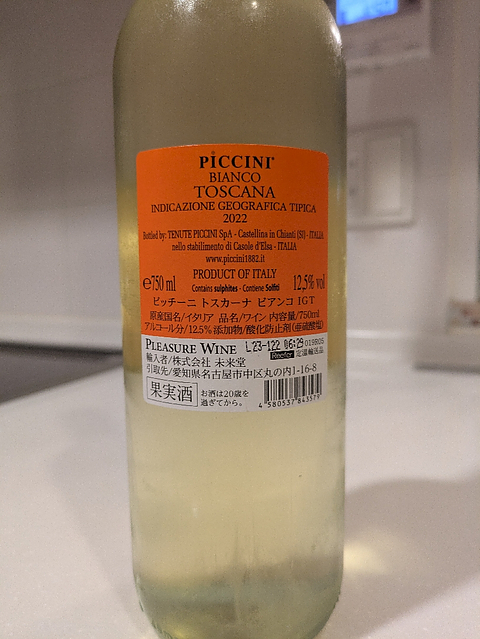 PiCCINI®
BIANCO
TOSCANA
INDICAZIONE GEOGRAFICA TIPICA
2022
Bottled by: TENUTE PICCINI SpA - Castellina in Chianti (SI) - ITALIA
nello stabilimento di Casole d'Elsa - ITALIA
www.piccini1882.it
PRODUCT OF ITALY
℮750 ml Contains sulphites - Contiene Solfiti 12,5% vol
ピッチーニ トスカーナ ビアンコ IGT
原産国名/イタリア 品名/ワイン 内容量/750ml
アルコール分/12.5% 添加物/酸化防止剤(亜硫酸塩)
PLEASURE WINE L23-122 06:29 019805
輸入者/株式会社 未来堂 Reefer 定温輸送品
引取先/愛知県名古屋市中区丸の内1-16-8
果実酒 お酒は20歳を
過ぎてから。
4 580537 843579